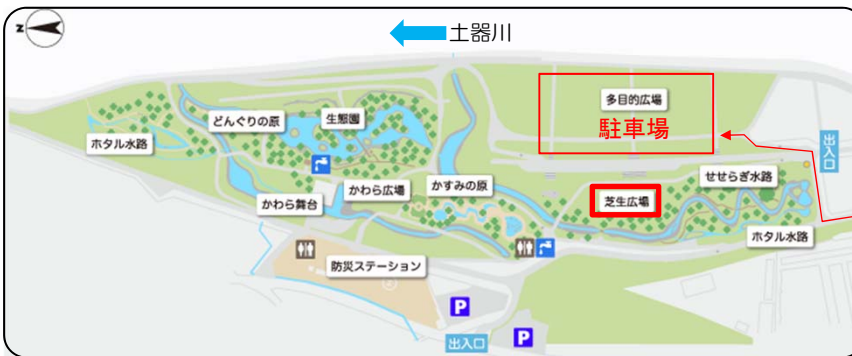 Z
土器川
多目的広場
駐車場
どんぐりの原
生態園
ホタル水路
出入口
せせらぎ水路
かわら広場
かすみの原
かわら舞台
芝生広場
ホタル水路
防災ステーション
P
出入口
P